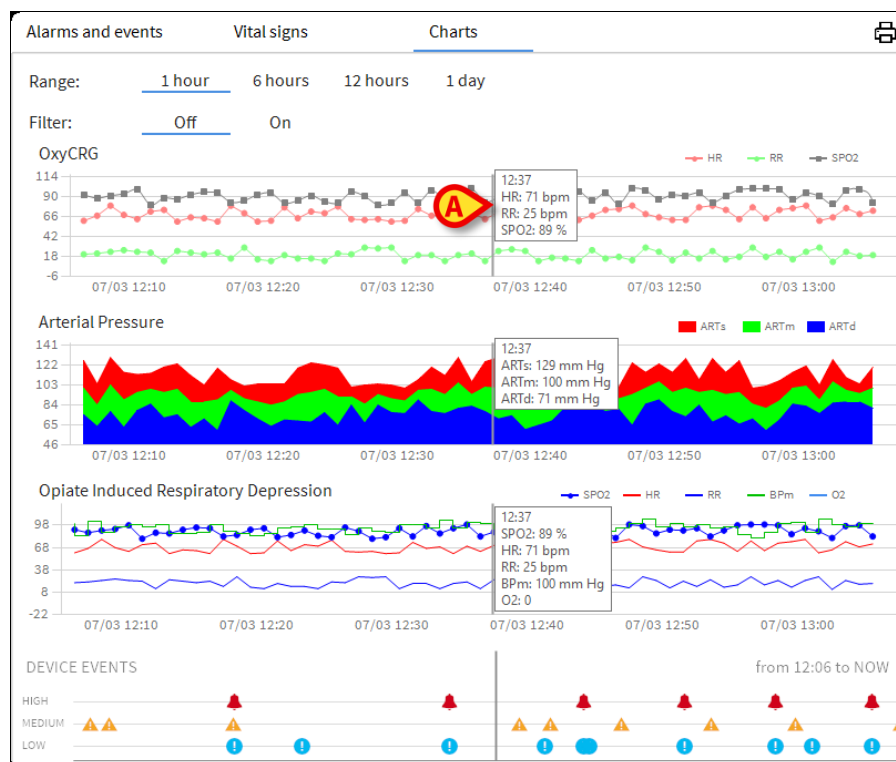 Alarms and events Vital signs Charts
Range: 1 hour 6 hours 12 hours 1 day
Filter: Off On
OxyCRG
HR RR SPO2
114
90
66
42
18
-6
A
12:37
HR: 71 bpm
RR: 25 bpm
SPO2: 89 %
07/03 12:10 07/03 12:20 07/03 12:30 07/03 12:40 07/03 12:50 07/03 13:00
Arterial Pressure
ARTs ARTm ARTd
141
122
103
84
65
46
12:37
ARTs: 129 mm Hg
ARTm: 100 mm Hg
ARTd: 71 mm Hg
07/03 12:10 07/03 12:20 07/03 12:30 07/03 12:40 07/03 12:50 07/03 13:00
Opiate Induced Respiratory Depression
SPO2 HR RR BPm O2
98
68
38
8
-22
12:37
SPO2: 89 %
HR: 71 bpm
RR: 25 bpm
BPm: 100 mm Hg
O2: 0
07/03 12:10 07/03 12:20 07/03 12:30 07/03 12:40 07/03 12:50 07/03 13:00
DEVICE EVENTS from 12:06 to NOW
HIGH
MEDIUM
LOW